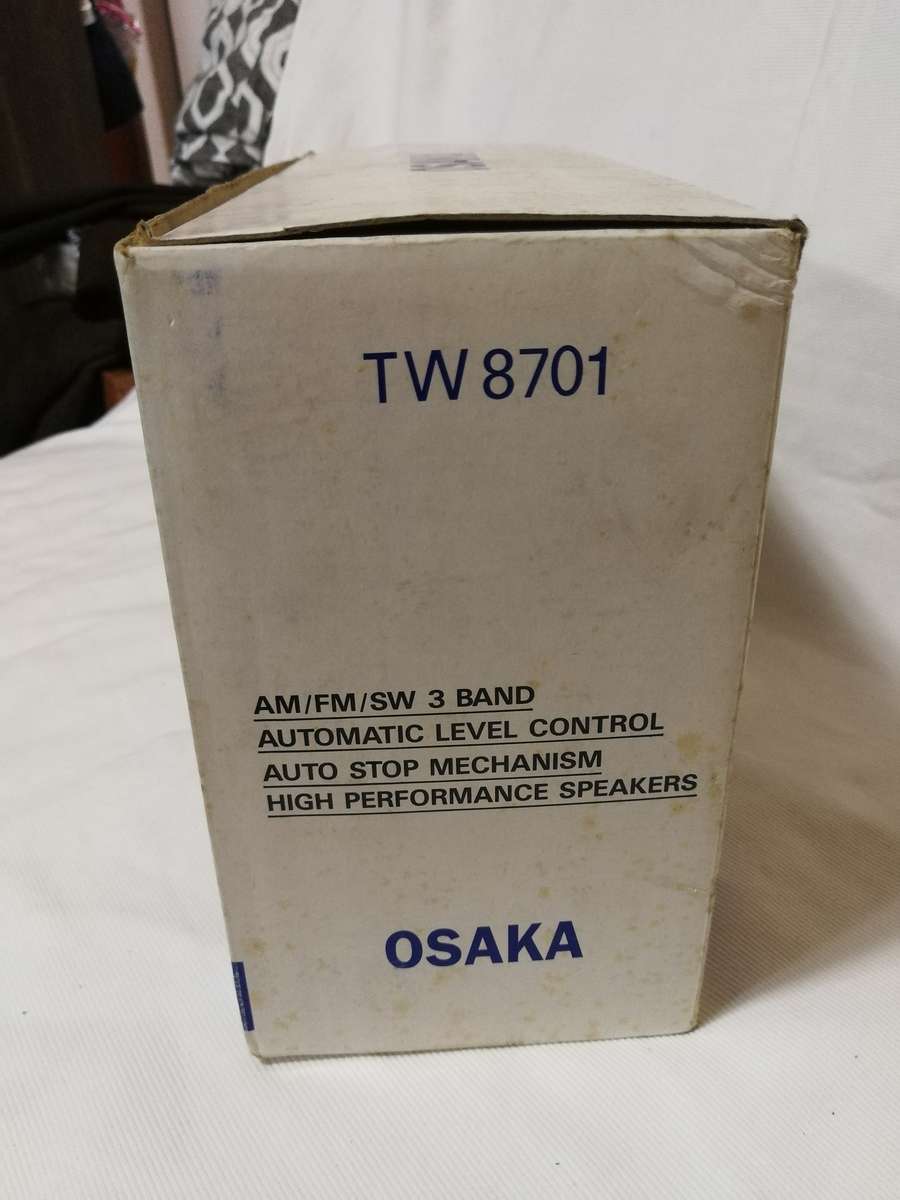 TW 8701
AM/FM/SW 3 BAND
AUTOMATIC LEVEL CONTROL
AUTO STOP MECHANISM
HIGH PERFORMANCE SPEAKERS
OSAKA